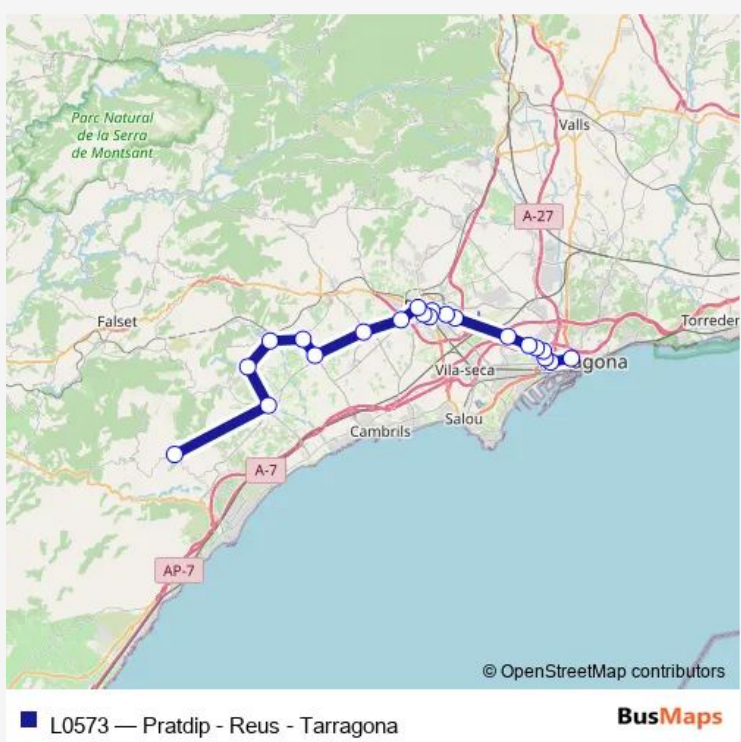 Parc Natural
de la Serra
de Montsant
Valls
A-27
Falset
Torreder
Vila-seca
agona
Salou
Cambrils
A-7
AP-7
© OpenStreetMap contributors
L0573 — Pratdip - Reus - Tarragona
BusMaps